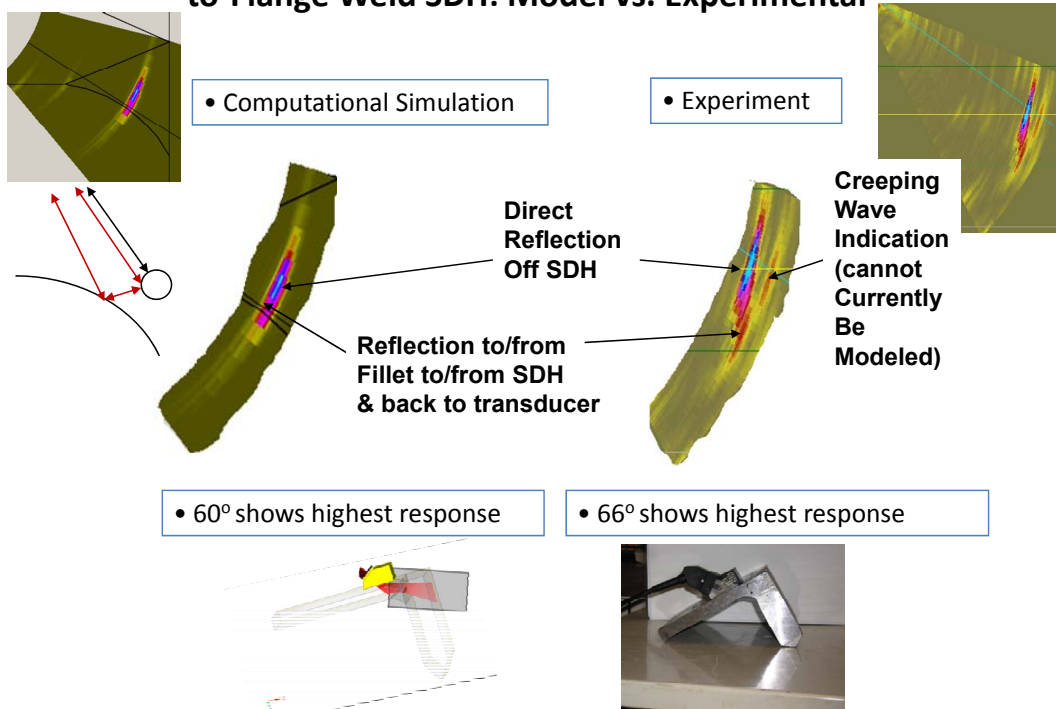 to-Flange Weld SDH: Model vs. Experimental
• Computational Simulation
• Experiment
Direct
Reflection
Off SDH
Creeping
Wave
Indication
(cannot
Currently
Be
Modeled)
Reflection to/from
Fillet to/from SDH
& back to transducer
• 60° shows highest response
• 66° shows highest response